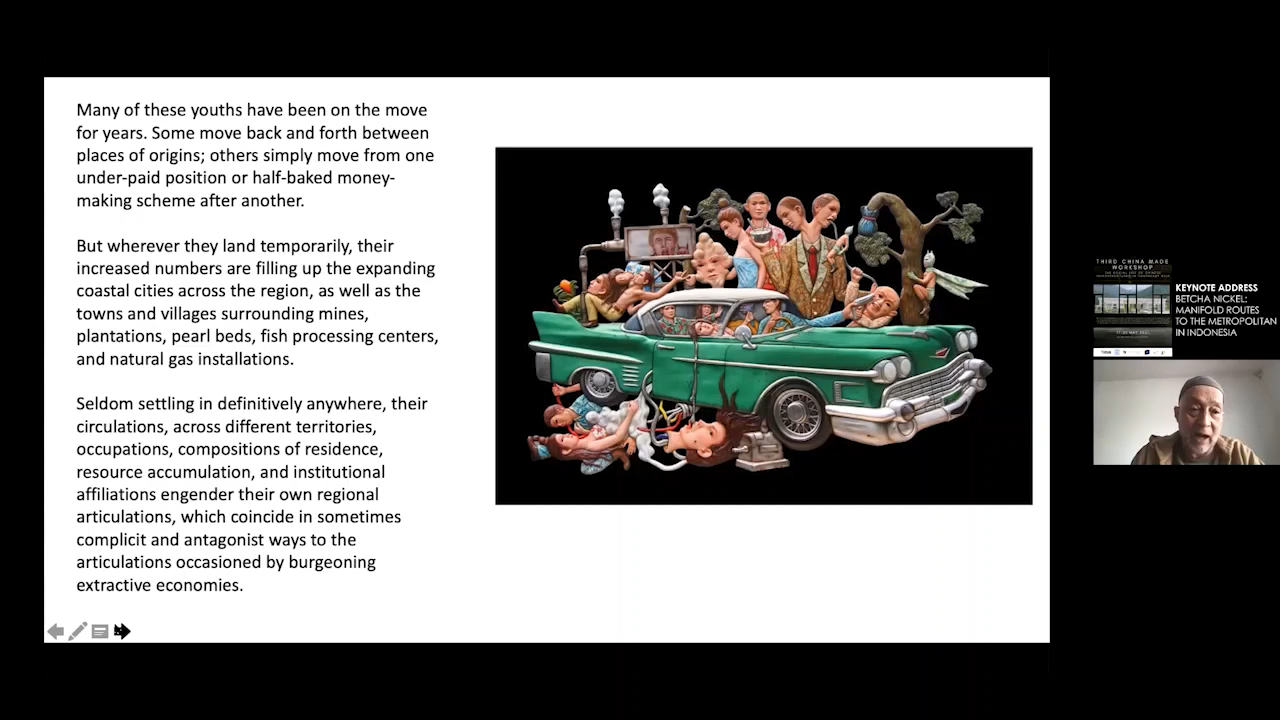 Many of these youths have been on the move
for years. Some move back and forth between
places of origins; others simply move from one
under-paid position or half-baked money-
making scheme after another.
But wherever they land temporarily, their
increased numbers are filling up the expanding
coastal cities across the region, as well as the
towns and villages surrounding mines,
plantations, pearl beds, fish processing centers,
and natural gas installations.
Seldom settling in definitively anywhere, their
circulations, across different territories,
occupations, compositions of residence,
resource accumulation, and institutional
affiliations engender their own regional
articulations, which coincide in sometimes
complicit and antagonist ways to the
articulations occasioned by burgeoning
extractive economies.
THIRD CHINA MADE
WORKSHOP
KEYNOTE ADDRESS
BETCHA NICKEL:
MANIFOLD ROUTES
TO THE METROPOLITAN
IN INDONESIA